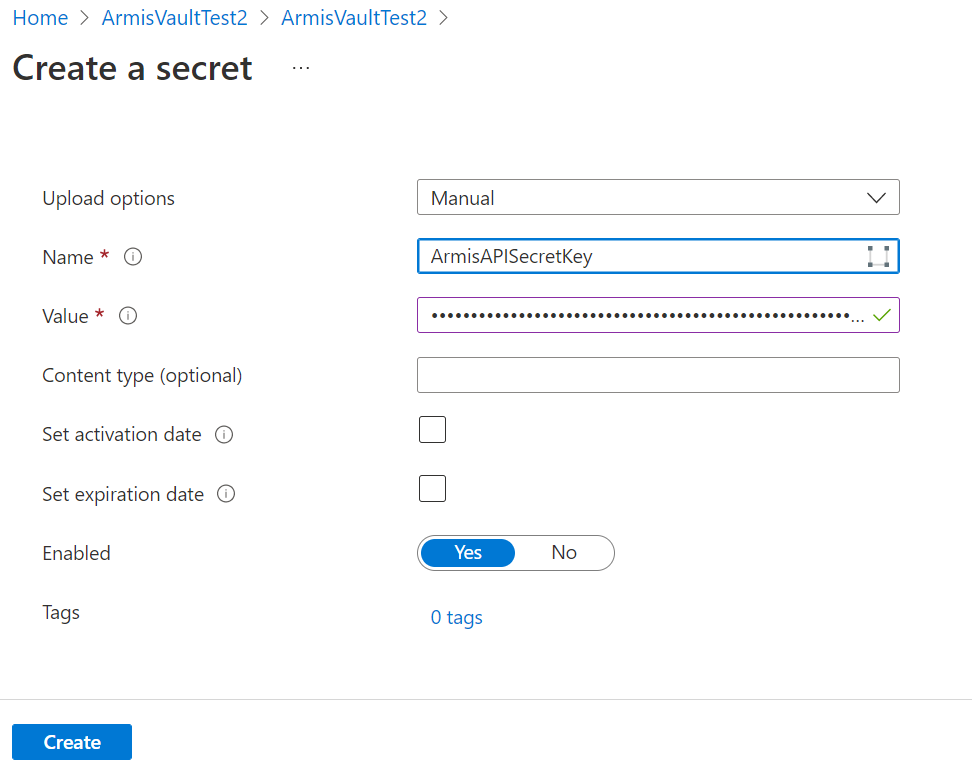 Home > ArmisVaultTest2 > ArmisVaultTest2 >
Create a secret ...
Upload options Manual
Name * ArmisAPISecretKey
Value * •••••••••••••••••••••••••••••••••••••••••••••••••••••...
Content type (optional)
Set activation date
Set expiration date
Enabled Yes No
Tags 0 tags
Create